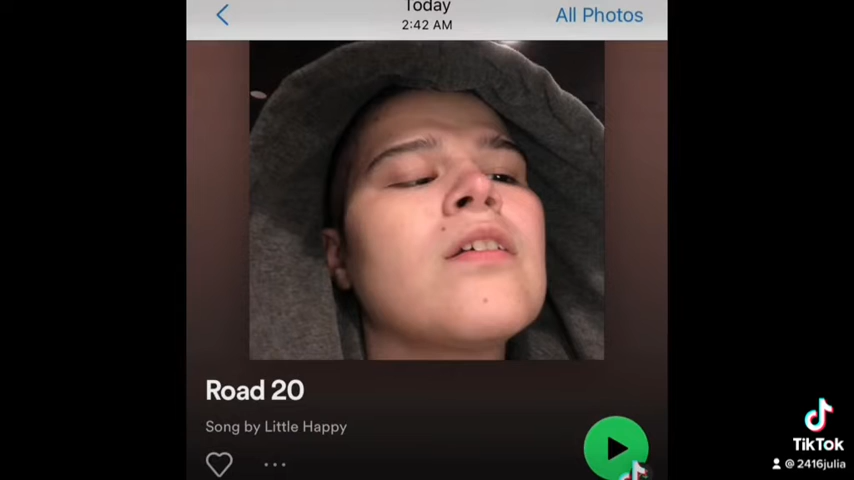 Today
2:42 AM
All Photos
Road 20
Song by Little Happy
TikTok
@2416julia